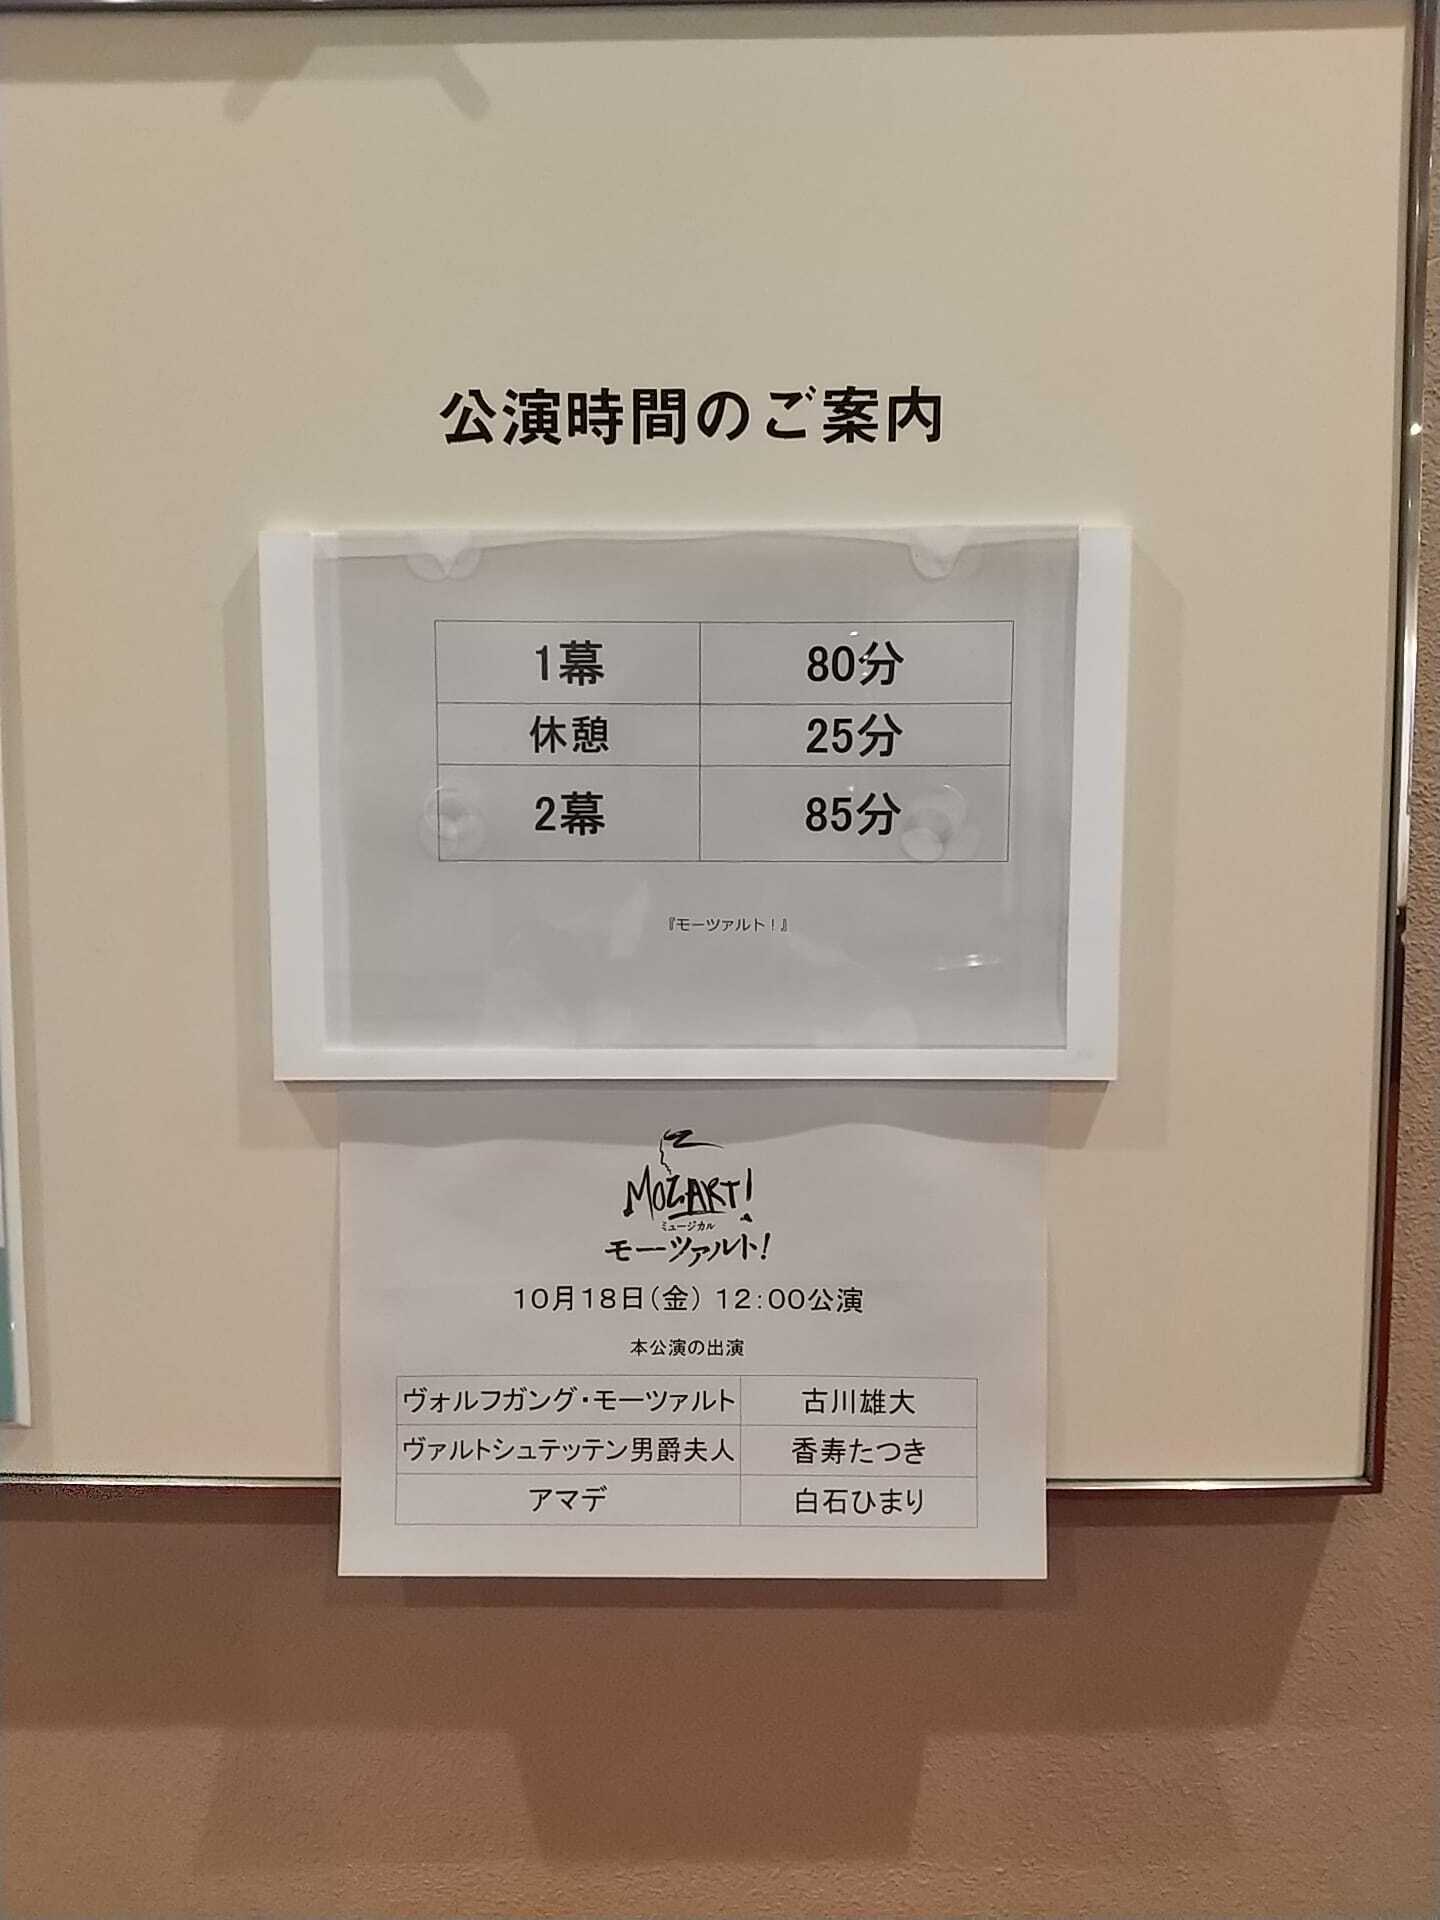 公演時間のご案内
1幕 80分
休憩 25分
2幕 85分
『モーツァルト！』
MOZART!
ミュージカル
モーツァルト!
10月18日(金) 12:00公演
本公演の出演
ヴォルフガング・モーツァルト 古川雄大
ヴァルトシュテッテン男爵夫人 香寿たつき
アマデ 白石ひまり